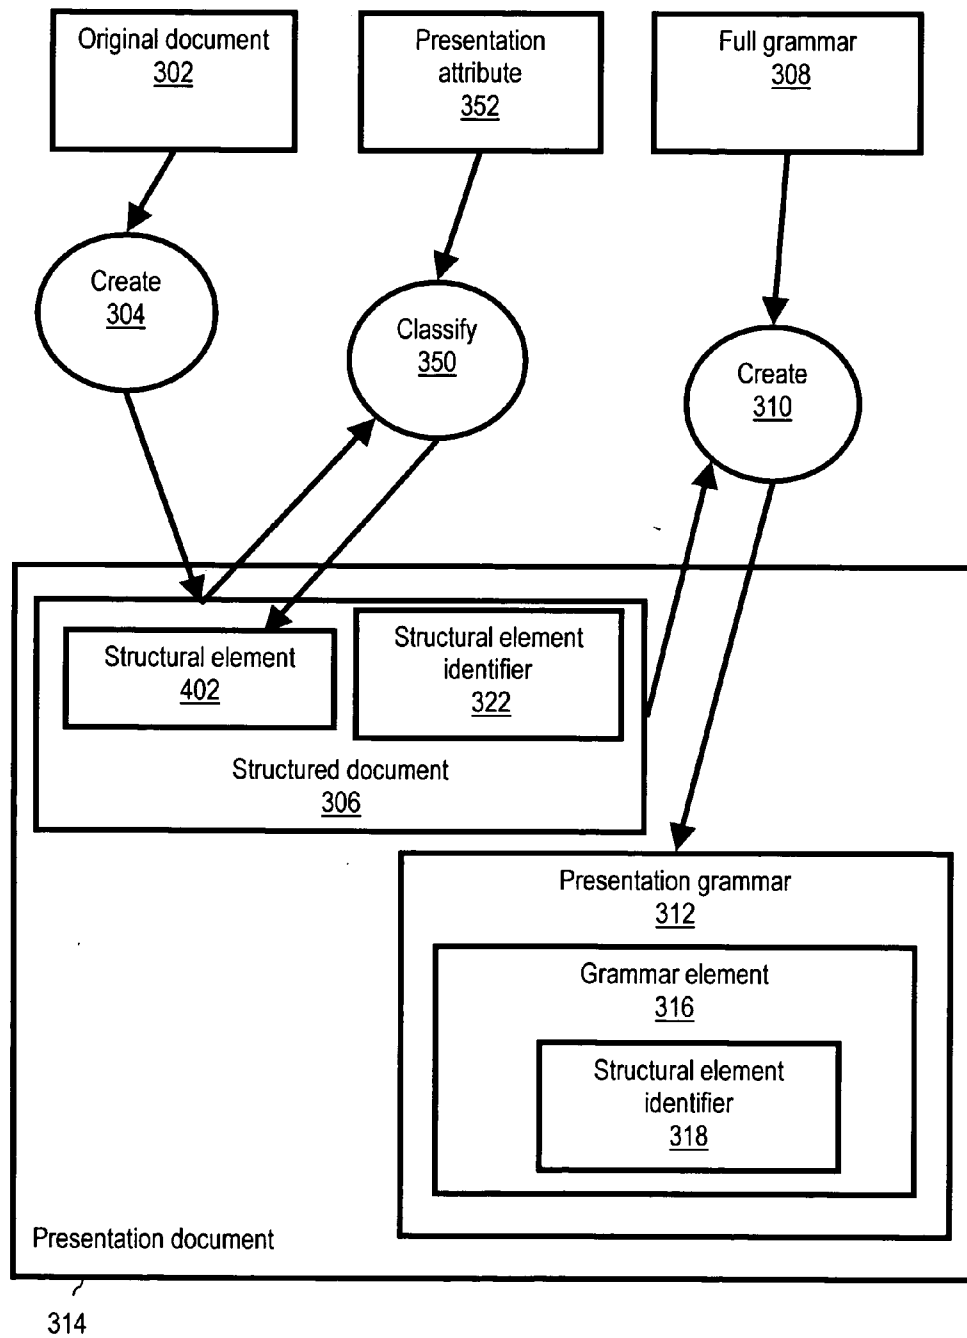 Original document
302
Presentation
attribute
352
Full grammar
308
Create
304
Classify
350
Create
310
Structural element
402
Structural element
identifier
322
Structured document
306
Presentation grammar
312
Grammar element
316
Structural element
identifier
318
Presentation document
314